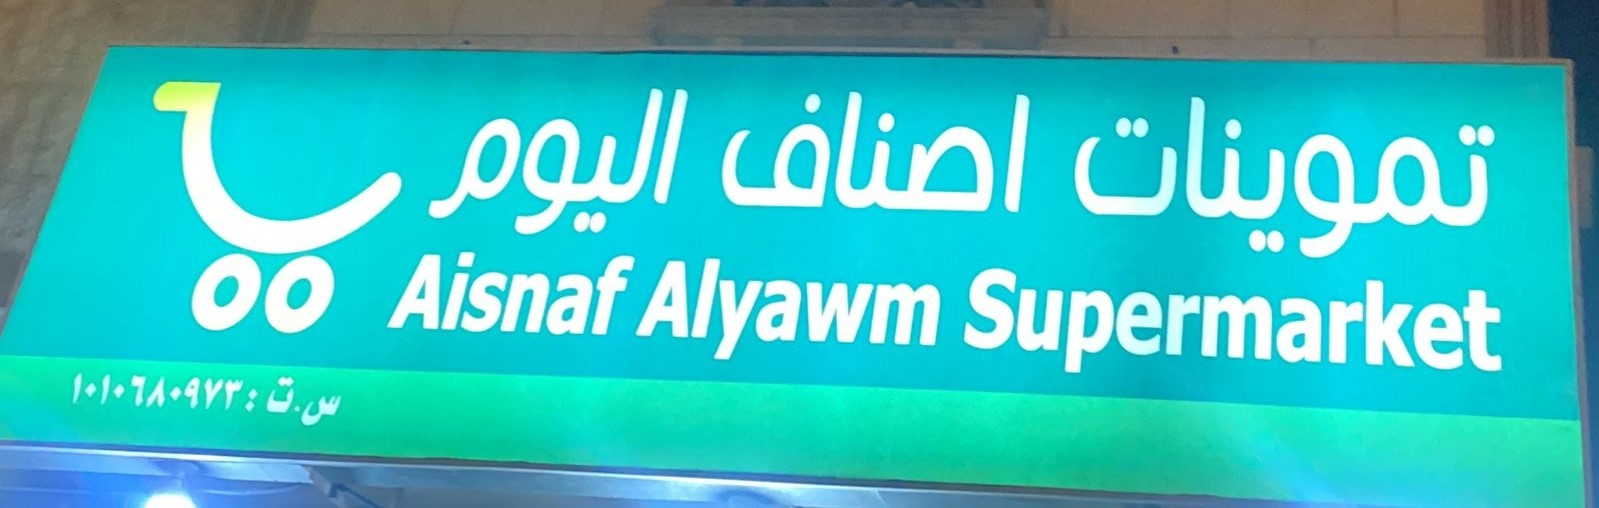 تموينات اصناف اليوم
Aisnaf Alyawm Supermarket
س.ت : ١٠١٠٦٨٠٩٧٣